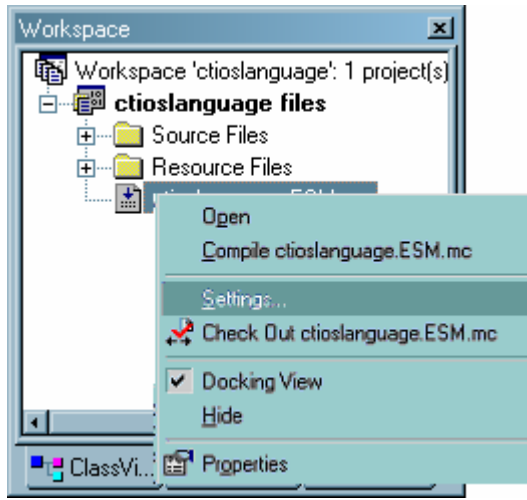 Workspace
Workspace 'ctioslanguage': 1 project(s)
ctioslanguage files
Source Files
Resource Files
Open
Compile ctioslanguage.ESM.mc
Settings...
Check Out ctioslanguage.ESM.mc
Docking View
Hide
ClassVi...
Properties